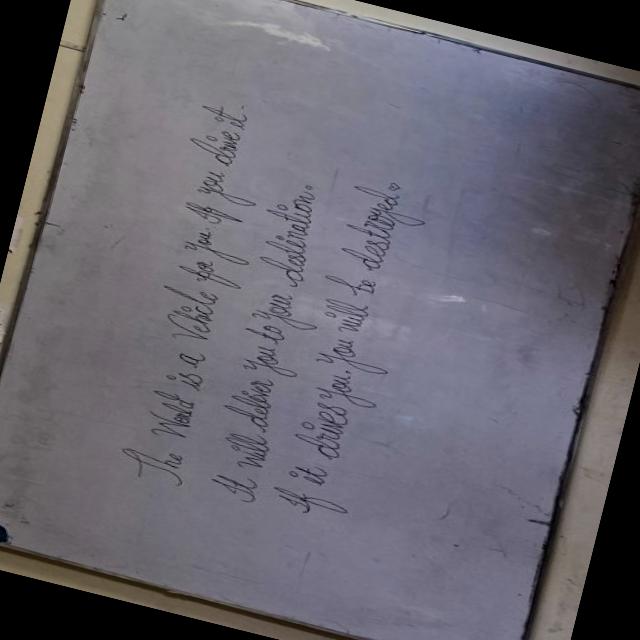 The is a Vehicle for you If you drive it
It will deliver you to your destination.
If it drives you, You will be destroyed.